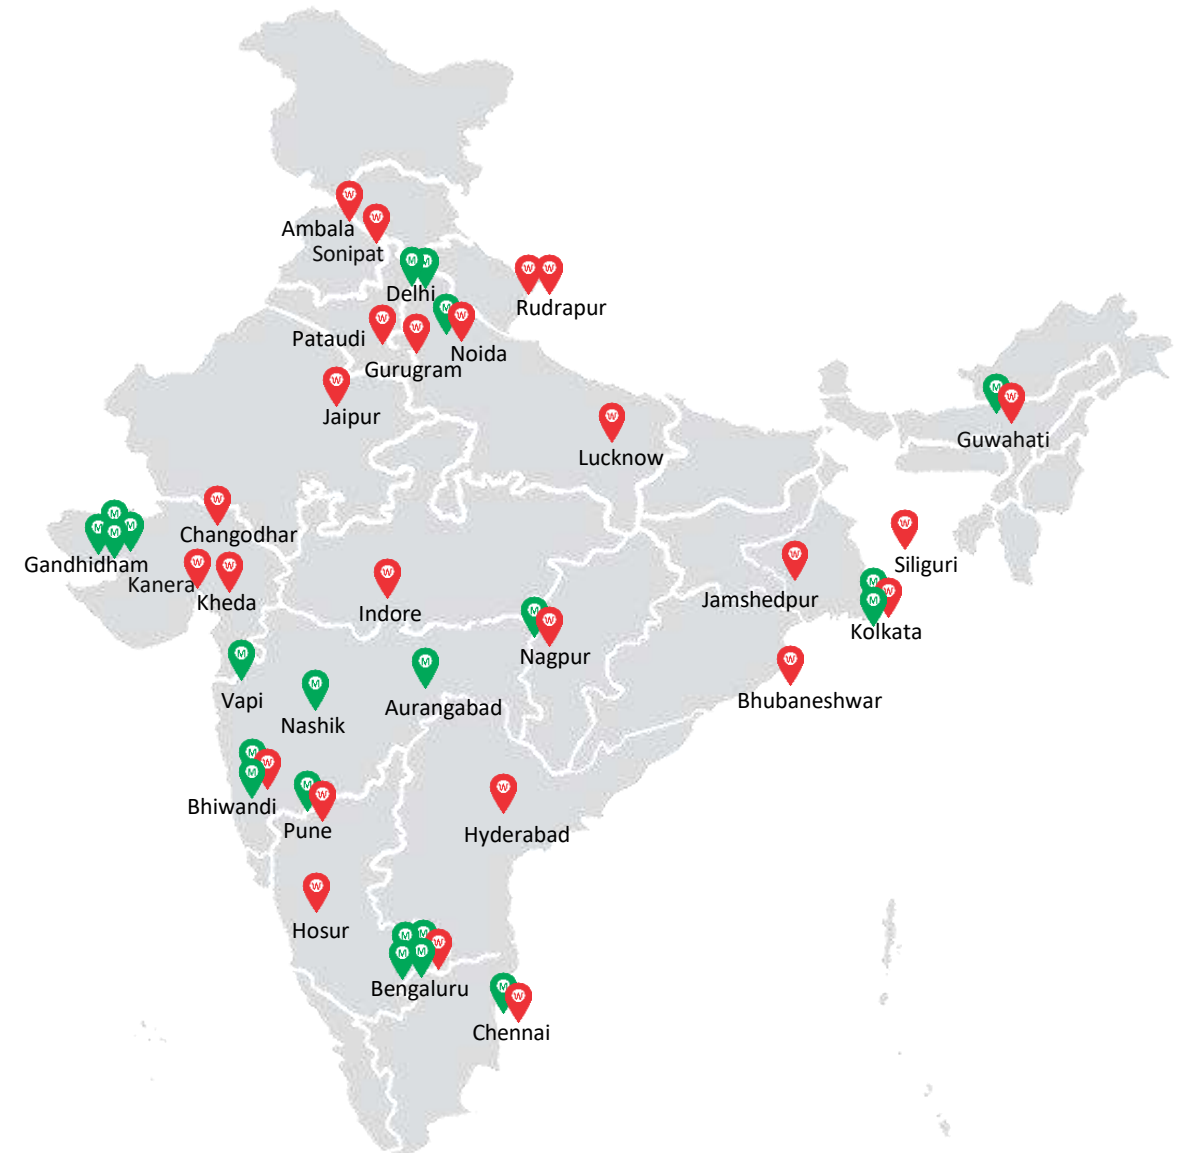 W
Ambala
W
Sonipat
M M
Delhi
W W
Rudrapur
W
Pataudi
W
Gurugram
M W
Noida
W
Jaipur
M W
Guwahati
W
Lucknow
W
Changodhar
M
M M
M
Gandhidham
W
Kanera
W
Kheda
W
Siliguri
W
Jamshedpur
W
Indore
M
W
M
Kolkata
M W
Nagpur
M
Vapi
M
Nashik
M
Aurangabad
W
Bhubaneshwar
M
W
M
Bhiwandi
M W
Pune
W
Hyderabad
W
Hosur
M M
W
M M
Bengaluru
M W
Chennai